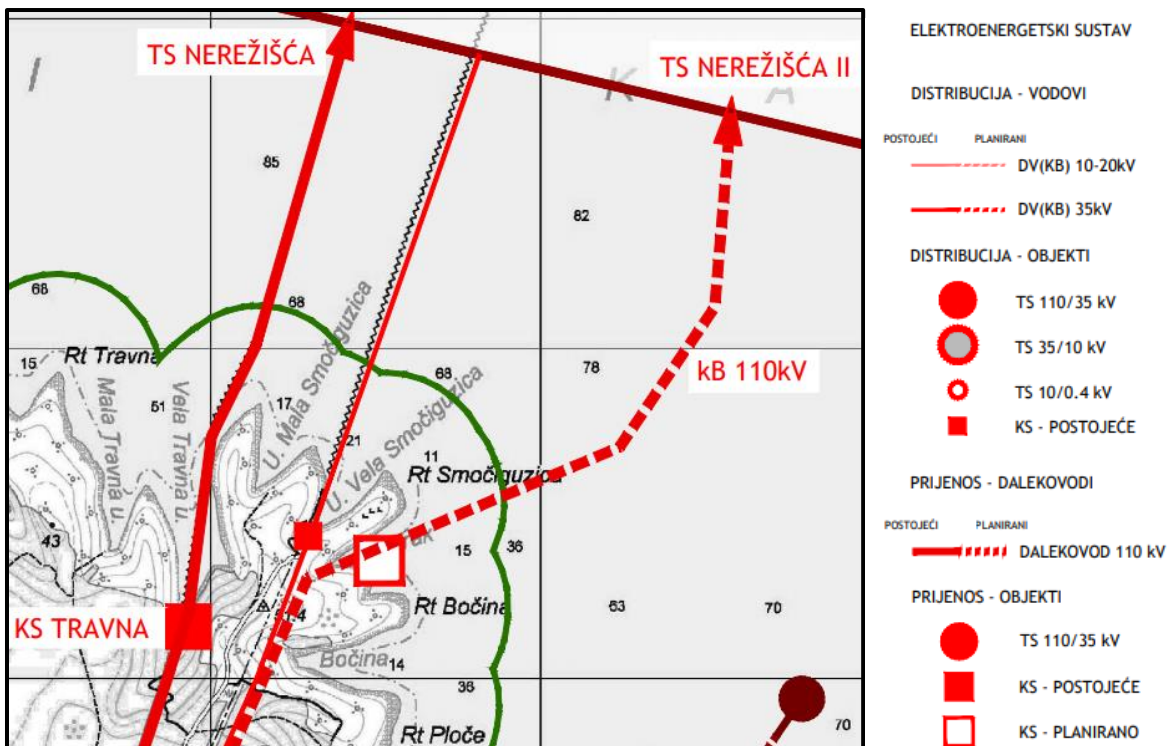 TS NEREŽIŠĆA
TS NEREŽIŠĆA II
I
K
A
85
82
68
68
15
Rt Travna
Mala Travna u.
Vela Travna u.
51
17
U. Mala Smočiguzica
21
U. Vela Smočiguzica
68
78
kB 110kV
11
Rt Smočiguzica
43
15
36
KS TRAVNA
Rt Bočina
63
70
Bočina
14
36
Rt Ploče
70
ELEKTROENERGETSKI SUSTAV
DISTRIBUCIJA - VODOVI
POSTOJEĆI PLANIRANI
DV(KB) 10-20kV
DV(KB) 35kV
DISTRIBUCIJA - OBJEKTI
TS 110/35 kV
TS 35/10 kV
TS 10/0.4 kV
KS - POSTOJEĆE
PRIJENOS - DALEKOVODI
POSTOJEĆI PLANIRANI
DALEKOVOD 110 kV
PRIJENOS - OBJEKTI
TS 110/35 kV
KS - POSTOJEĆE
KS - PLANIRANO